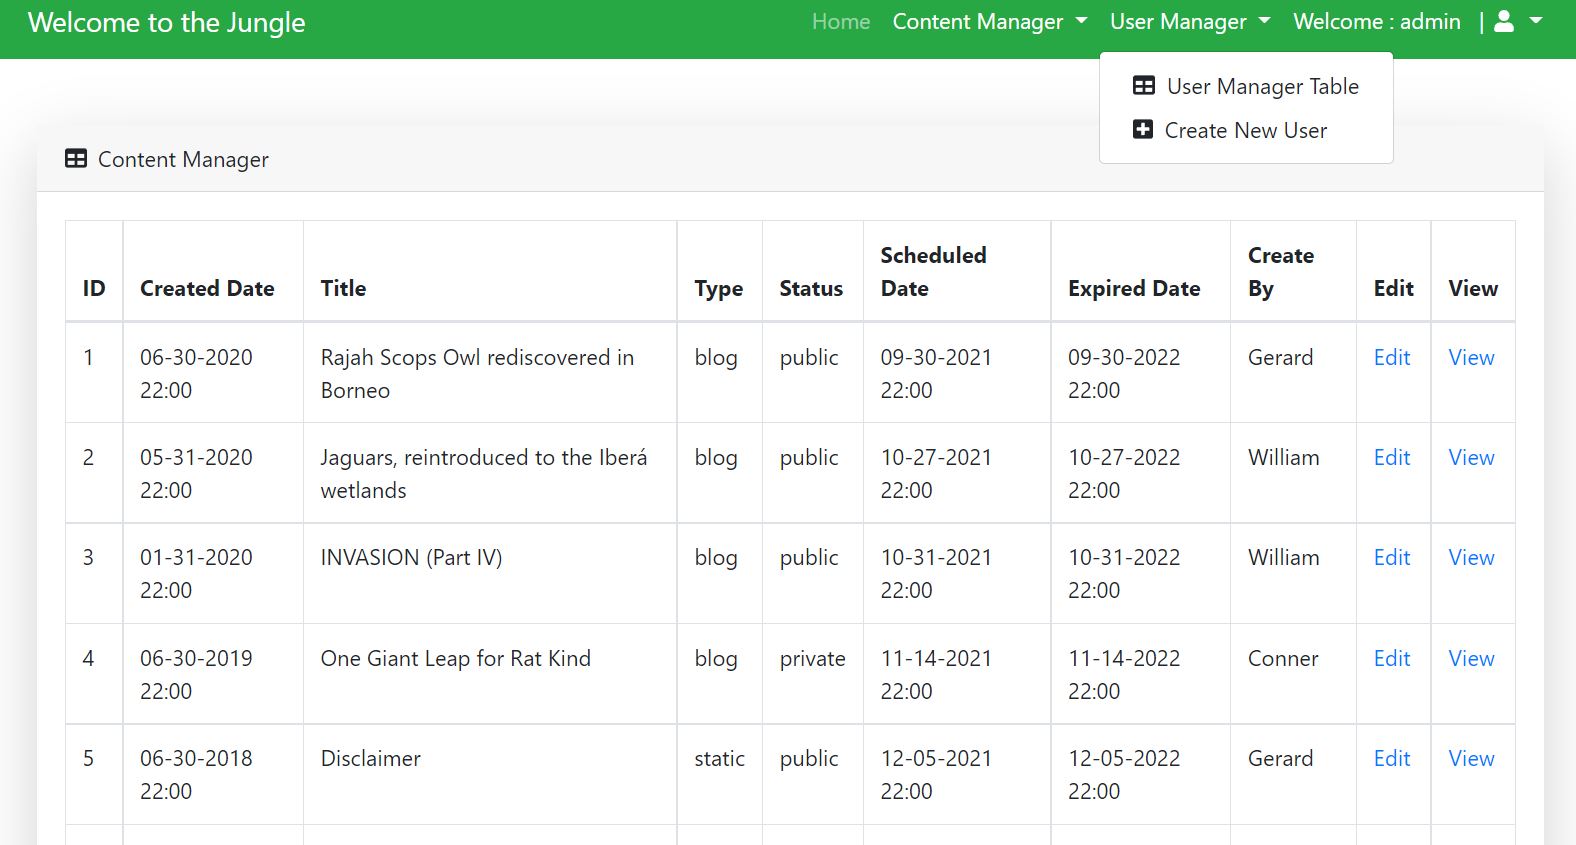 Welcome to the Jungle
Home Content Manager User Manager Welcome : admin |
User Manager Table
Create New User
Content Manager
ID Created Date Title Type Status Scheduled Date Expired Date Create By Edit View
1 06-30-2020 22:00 Rajah Scops Owl rediscovered in Borneo blog public 09-30-2021 22:00 09-30-2022 22:00 Gerard Edit View
2 05-31-2020 22:00 Jaguars, reintroduced to the Iberá wetlands blog public 10-27-2021 22:00 10-27-2022 22:00 William Edit View
3 01-31-2020 22:00 INVASION (Part IV) blog public 10-31-2021 22:00 10-31-2022 22:00 William Edit View
4 06-30-2019 22:00 One Giant Leap for Rat Kind blog private 11-14-2021 22:00 11-14-2022 22:00 Conner Edit View
5 06-30-2018 22:00 Disclaimer static public 12-05-2021 22:00 12-05-2022 22:00 Gerard Edit View